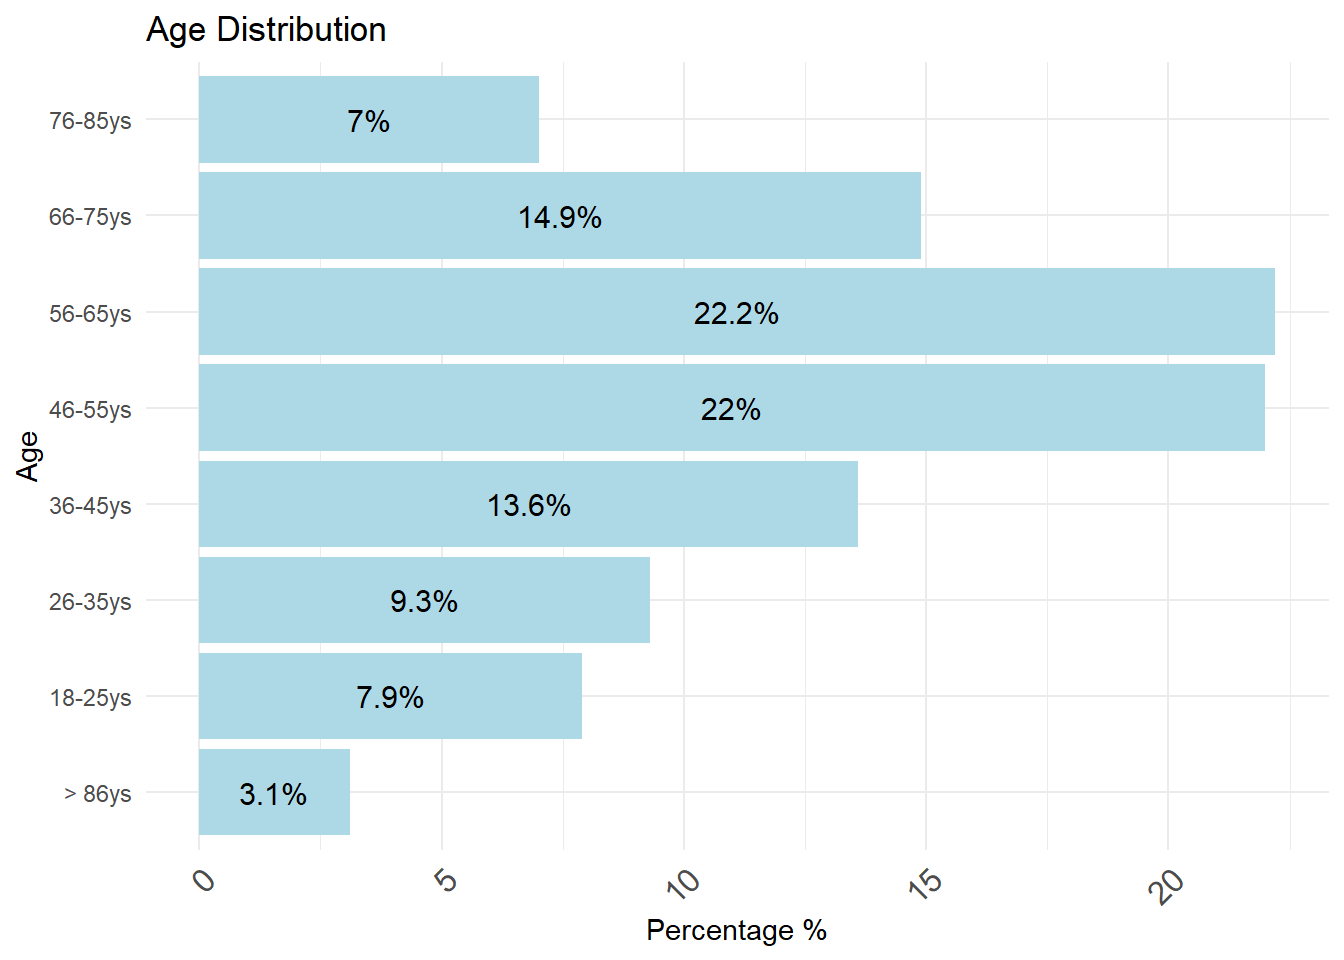 Age Distribution
76-85ys
7%
66-75ys
14.9%
56-65ys
22.2%
46-55ys
22%
Age
36-45ys
13.6%
26-35ys
9.3%
18-25ys
7.9%
> 86ys
3.1%
0 5 10 15 20
Percentage %